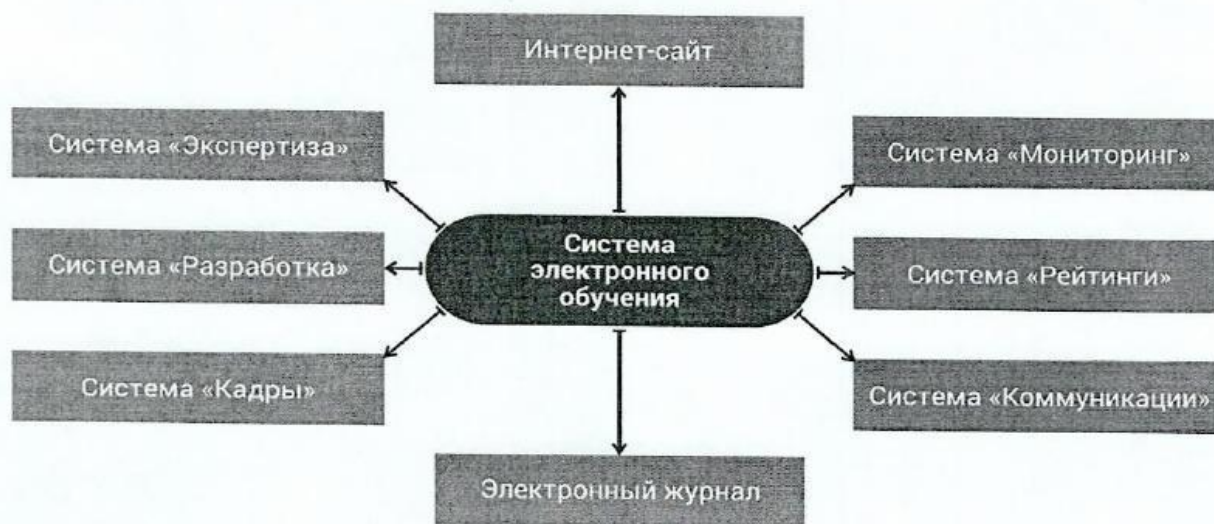 Интернет-сайт
Система «Экспертиза»
Система «Мониторинг»
Система
электронного
обучения
Система «Разработка»
Система «Рейтинги»
Система «Кадры»
Система «Коммуникации»
Электронный журнал